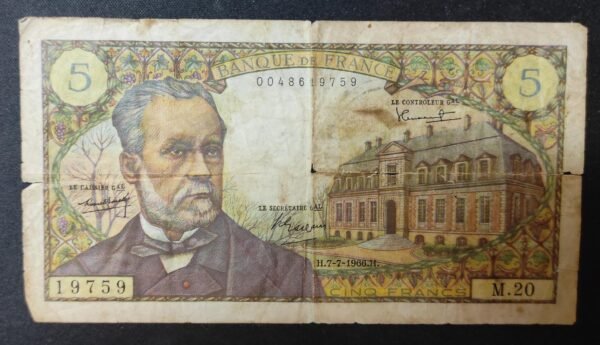 BANQUE DE FRANCE
5
5
0048619759
LE CONTROLEUR GAL
LE CAISSIER GAL
LE SECRÉTAIRE GAL
H.7-7-1966.H.
19759
CINQ FRANCS
M.20